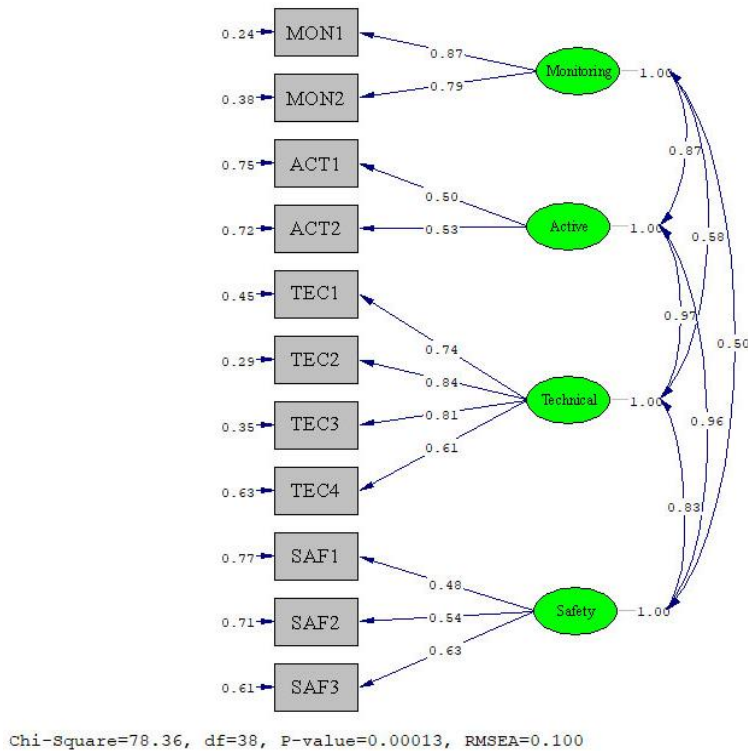 0.24 MON1
0.87
Monitoring 1.00
0.38 MON2
0.79
0.87
0.75 ACT1
0.50
0.72 ACT2
0.53
Active 1.00
0.58
0.45 TEC1
0.74
0.97
0.50
0.29 TEC2
0.84
0.35 TEC3
0.81
Technical 1.00
0.96
0.63 TEC4
0.61
0.83
0.77 SAF1
0.48
0.71 SAF2
0.54
Safety 1.00
0.61 SAF3
0.63
Chi-Square=78.36, df=38, P-value=0.00013, RMSEA=0.100